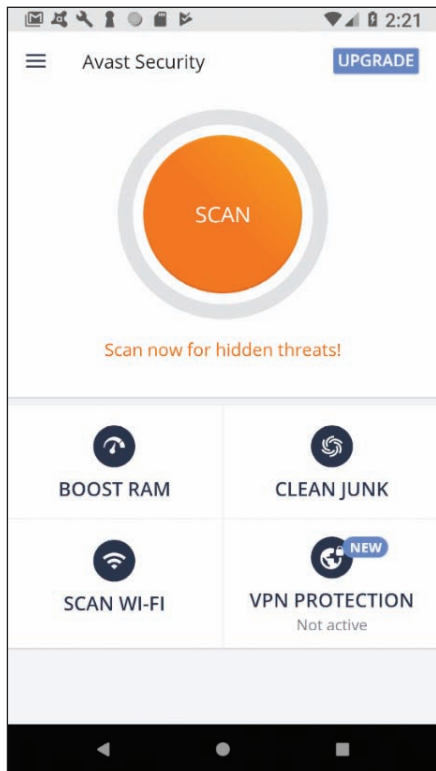 2:21
Avast Security
UPGRADE
SCAN
Scan now for hidden threats!
BOOST RAM
CLEAN JUNK
SCAN WI-FI
NEW
VPN PROTECTION
Not active